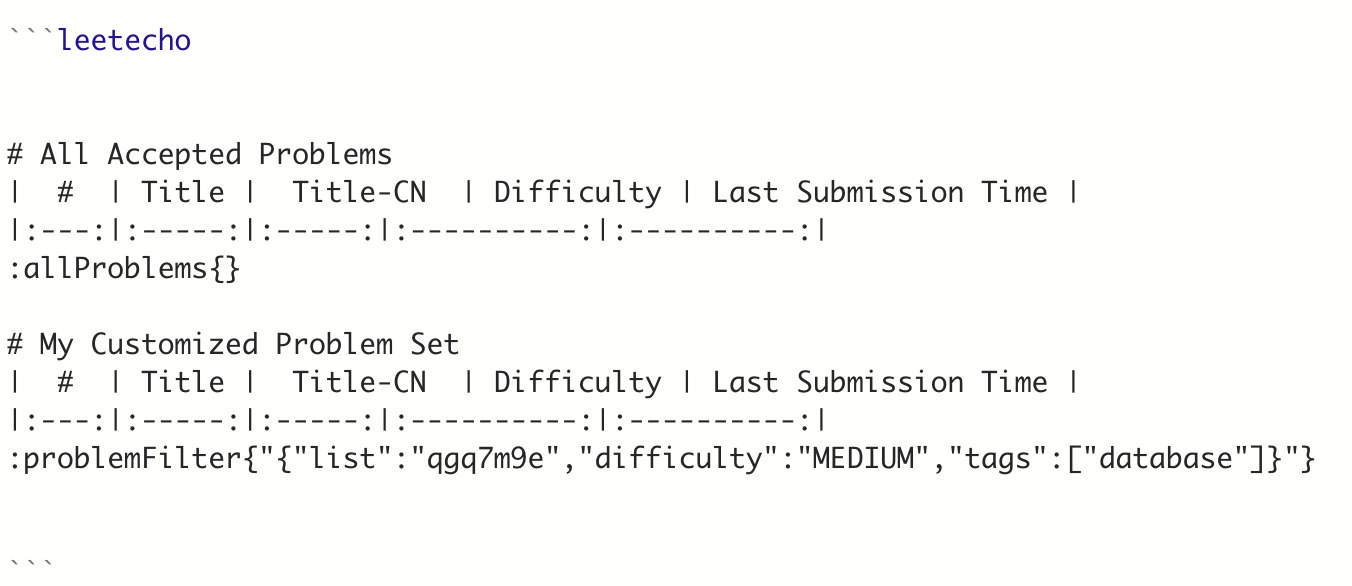 ```leetecho
# All Accepted Problems
|  #  | Title |  Title-CN  | Difficulty | Last Submission Time |
|:---:|:-----:|:-----:|:----------:|:----------:|
:allProblems{}
# My Customized Problem Set
|  #  | Title |  Title-CN  | Difficulty | Last Submission Time |
|:---:|:-----:|:-----:|:----------:|:----------:|
:problemFilter{"{"list":"qgq7m9e","difficulty":"MEDIUM","tags":["database"]}"}
```